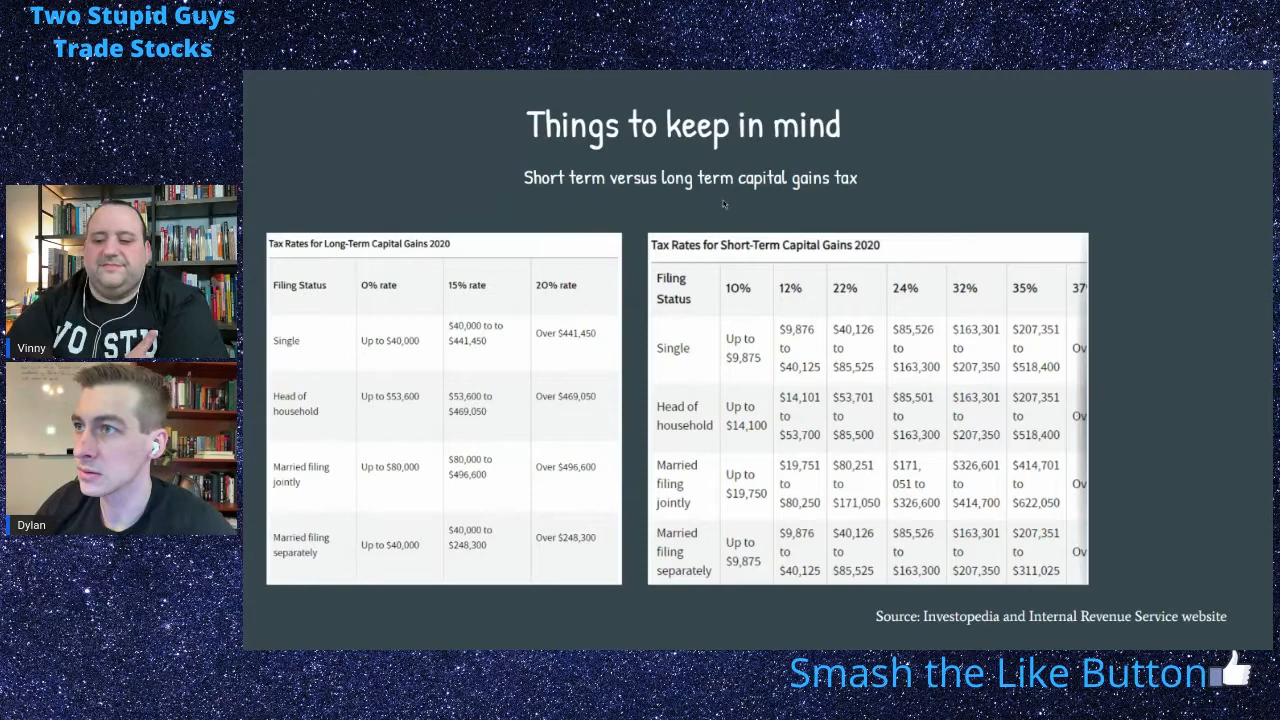 Two Stupid Guys
Trade Stocks
Things to keep in mind
Short term versus long term capital gains tax
Vinny
Dylan
Tax Rates for Long-Term Capital Gains 2020
Filing Status 0% rate 15% rate 20% rate
Single Up to $40,000 $40,000 to to $441,450 Over $441,450
Head of household Up to $53,600 $53,600 to $469,050 Over $469,050
Married filing jointly Up to $80,000 $80,000 to $496,600 Over $496,600
Married filing separately Up to $40,000 $40,000 to $248,300 Over $248,300
Tax Rates for Short-Term Capital Gains 2020
Filing Status 10% 12% 22% 24% 32% 35% 37
Single Up to $9,875 $9,876 to $40,125 $40,126 to $85,525 $85,526 to $163,300 $163,301 to $207,350 $207,351 to $518,400 Ov
Head of household Up to $14,100 $14,101 to $53,700 $53,701 to $85,500 $85,501 to $163,300 $163,301 to $207,350 $207,351 to $518,400 Ov
Married filing jointly Up to $19,750 $19,751 to $80,250 $80,251 to $171,050 $171, 051 to $326,600 $326,601 to $414,700 $414,701 to $622,050 Ov
Married filing separately Up to $9,875 $9,876 to $40,125 $40,126 to $85,525 $85,526 to $163,300 $163,301 to $207,350 $207,351 to $311,025 Ov
Source: Investopedia and Internal Revenue Service website
Smash the Like Button